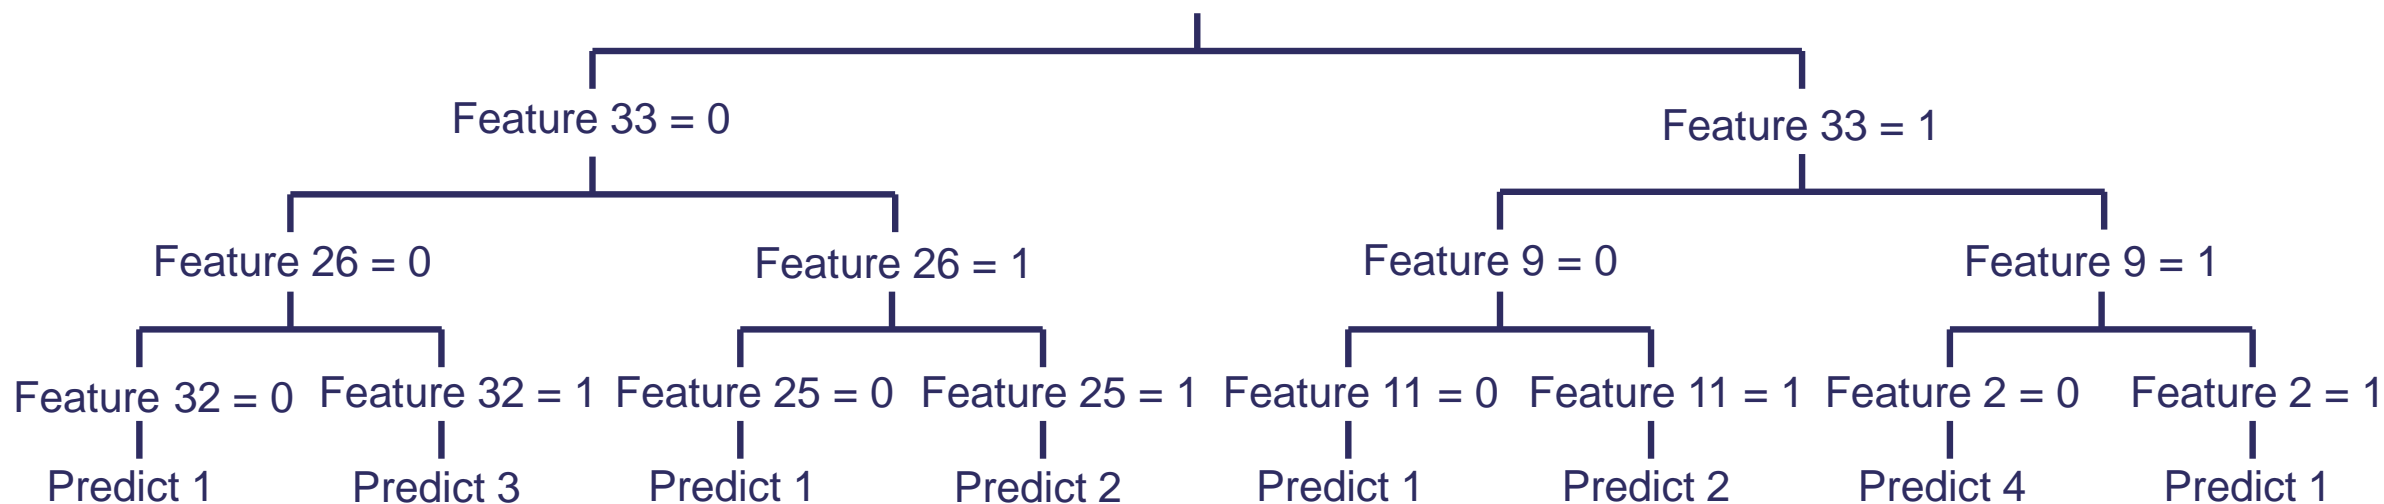 Feature 33 = 0
Feature 33 = 1
Feature 26 = 0
Feature 26 = 1
Feature 9 = 0
Feature 9 = 1
Feature 32 = 0
Feature 32 = 1
Feature 25 = 0
Feature 25 = 1
Feature 11 = 0
Feature 11 = 1
Feature 2 = 0
Feature 2 = 1
Predict 1
Predict 3
Predict 1
Predict 2
Predict 1
Predict 2
Predict 4
Predict 1